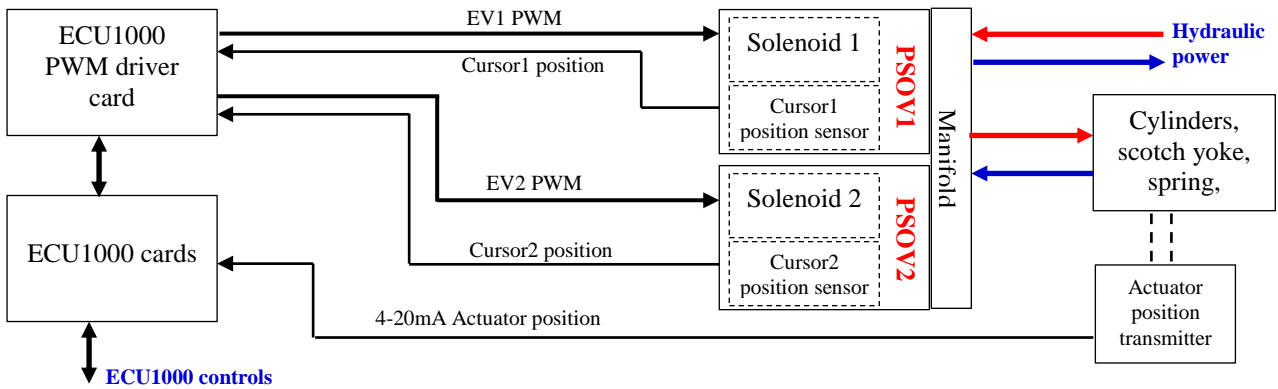 ECU1000
PWM driver
card
EV1 PWM
Cursor1 position
Solenoid 1
Cursor1
position sensor
PSOV1
Manifold
Hydraulic
power
Cylinders,
scotch yoke,
spring,
EV2 PWM
Solenoid 2
Cursor2
position sensor
PSOV2
Cursor2 position
ECU1000 cards
4-20mA Actuator position
Actuator
position
transmitter
ECU1000 controls